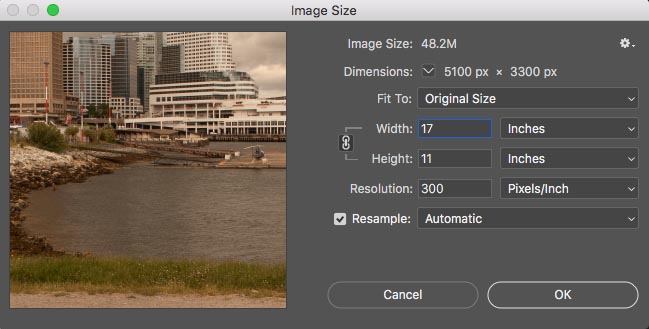 Image Size
Image Size: 48.2M
Dimensions: 5100 px × 3300 px
Fit To: Original Size
Width: 17 Inches
Height: 11 Inches
Resolution: 300 Pixels/Inch
Resample: Automatic
Cancel OK